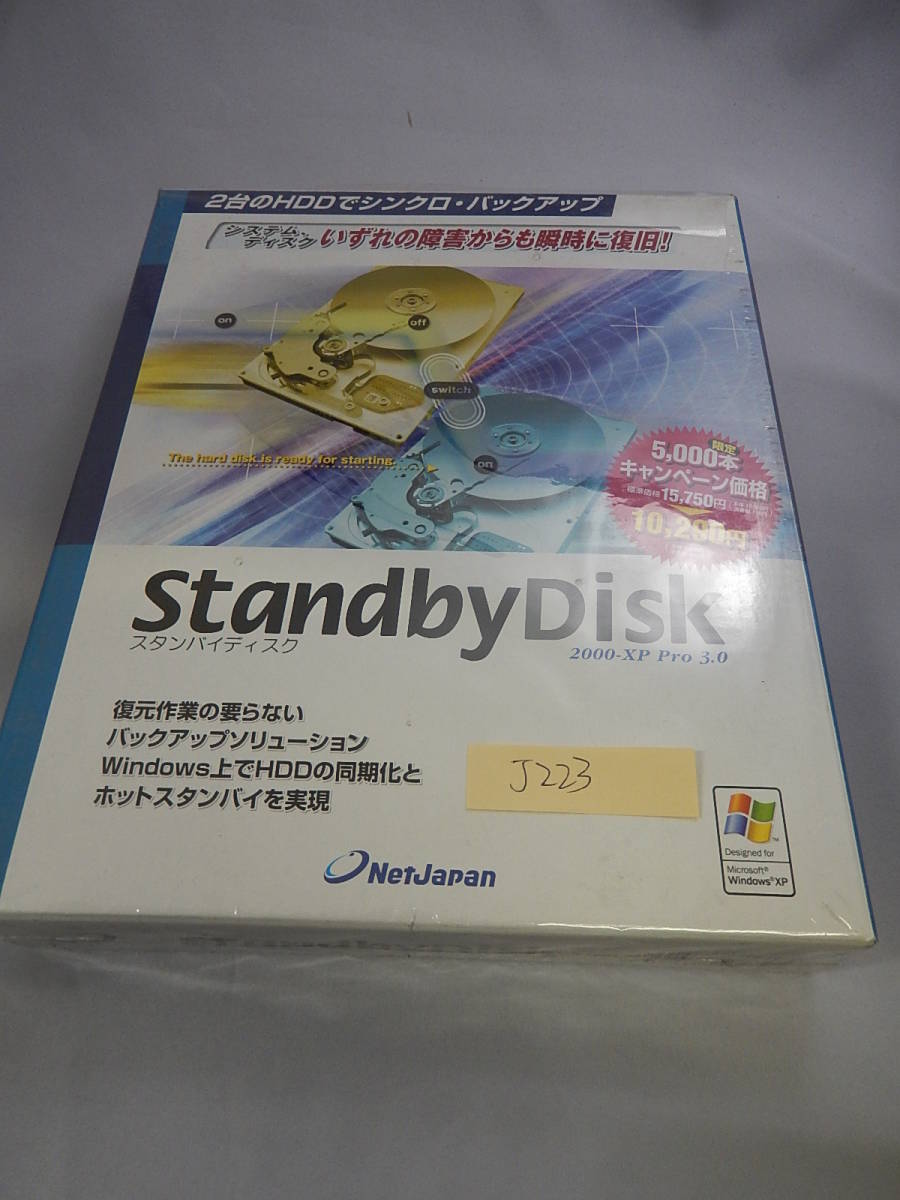 2台のHDDでシンクロ・バックアップ
システム・
ディスク いずれの障害からも瞬時に復旧!
on
off
switch
on
The hard disk is ready for starting.
限定
5,000本
キャンペーン価格
標準価格 15,750円
StandbyDisk
スタンバイディスク
2000-XP Pro 3.0
復元作業の要らない
バックアップソリューション
Windows上でHDDの同期化と
ホットスタンバイを実現
J223
NetJapan
TM
Designed for
Microsoft®
Windows®XP